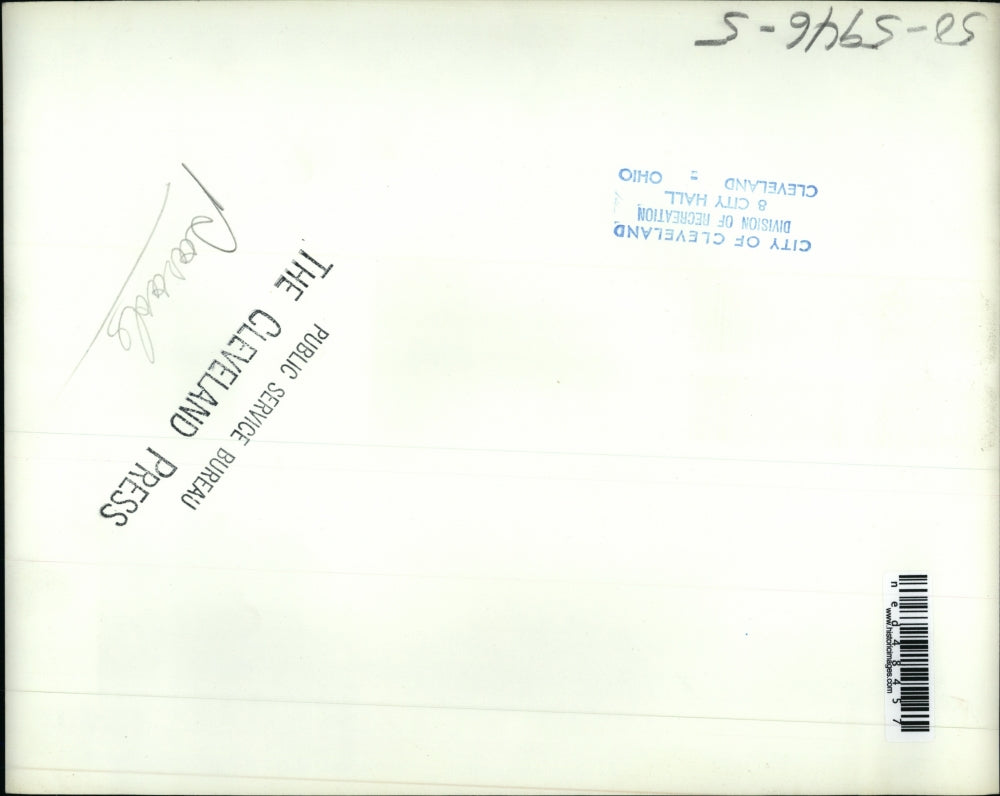 58-5946-5
CITY OF CLEVELAND
DIVISION OF RECREATION
8 CITY HALL
CLEVELAND - OHIO
THE CLEVELAND PRESS
PUBLIC SERVICE BUREAU
ned48457
www.historicimages.com